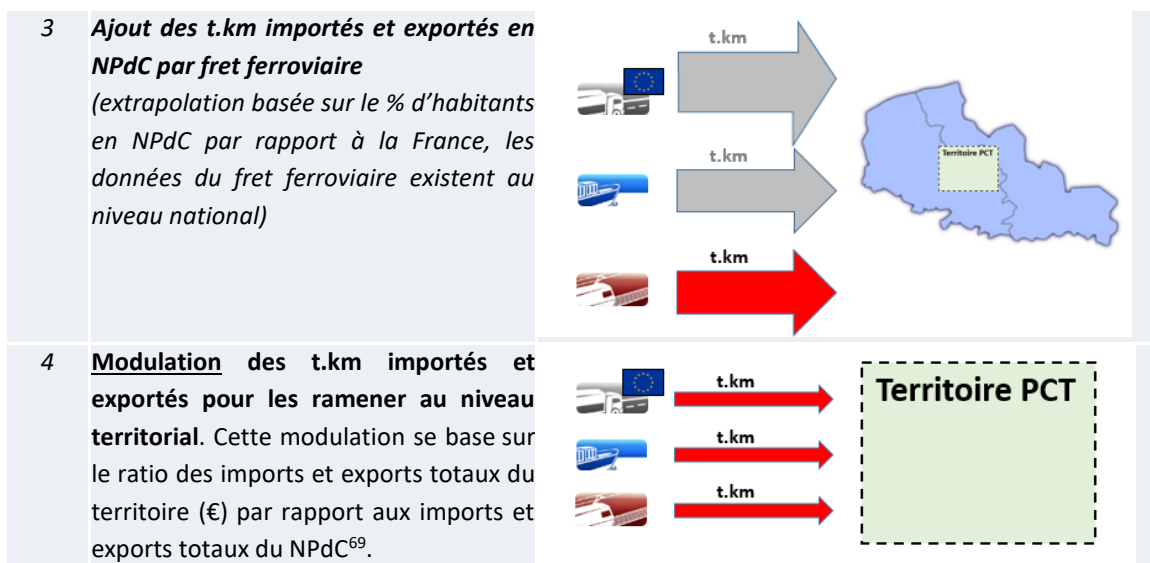 3 Ajout des t.km importés et exportés en
NPdC par fret ferroviaire
(extrapolation basée sur le % d'habitants
en NPdC par rapport à la France, les
données du fret ferroviaire existent au
niveau national)
t.km
t.km
t.km
Territoire PCT
4 Modulation des t.km importés et
exportés pour les ramener au niveau
territorial. Cette modulation se base sur
le ratio des imports et exports totaux du
territoire (€) par rapport aux imports et
exports totaux du NPdC69.
t.km
t.km
t.km
Territoire PCT